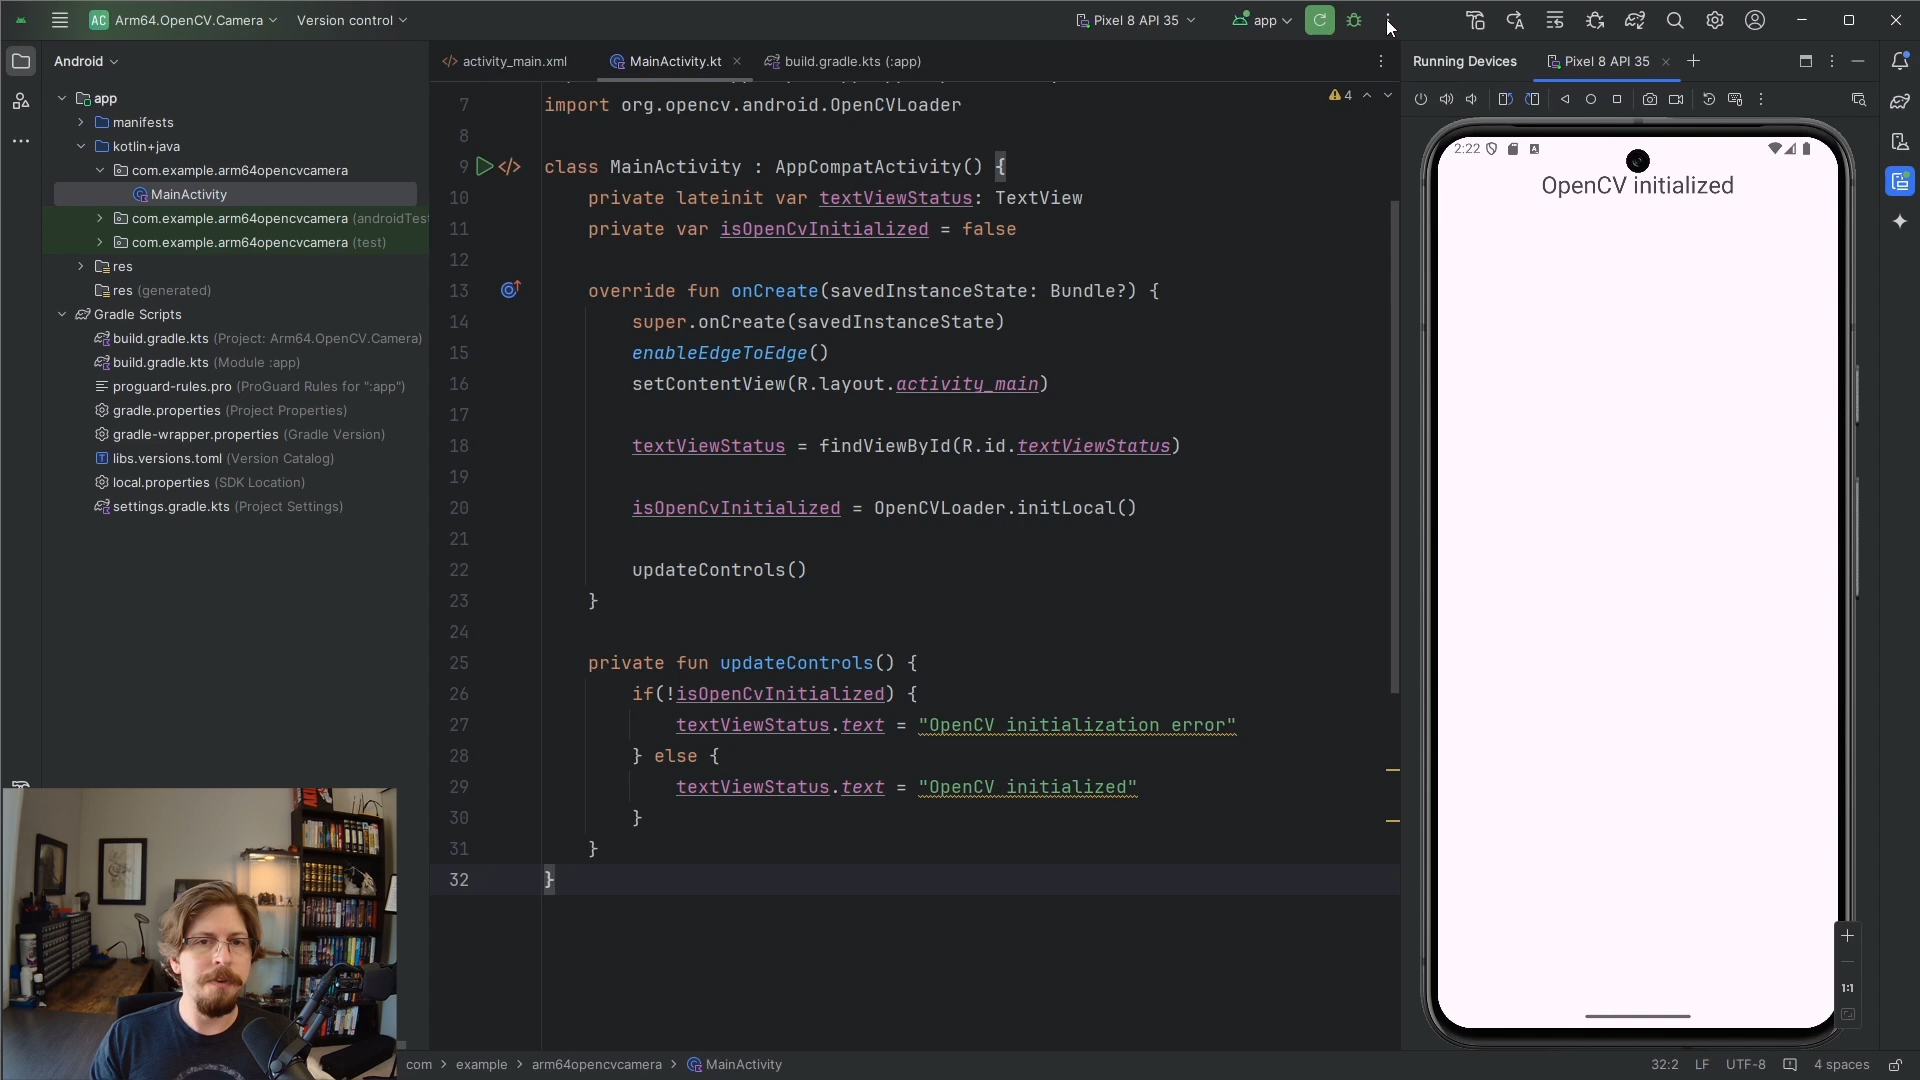 AC Arm64.OpenCV.Camera
Version control
Pixel 8 API 35
app
Android
activity_main.xml
MainActivity.kt
build.gradle.kts (:app)
Running Devices
Pixel 8 API 35
app
manifests
kotlin+java
com.example.arm64opencvcamera
MainActivity
com.example.arm64opencvcamera (androidTest
com.example.arm64opencvcamera (test)
res
res (generated)
Gradle Scripts
build.gradle.kts (Project: Arm64.OpenCV.Camera)
build.gradle.kts (Module :app)
proguard-rules.pro (ProGuard Rules for ":app")
gradle.properties (Project Properties)
gradle-wrapper.properties (Gradle Version)
libs.versions.toml (Version Catalog)
local.properties (SDK Location)
settings.gradle.kts (Project Settings)
4
7 import org.opencv.android.OpenCVLoader
8
9 class MainActivity : AppCompatActivity() {
10 private lateinit var textViewStatus: TextView
11 private var isOpenCvInitialized = false
12
13 override fun onCreate(savedInstanceState: Bundle?) {
14 super.onCreate(savedInstanceState)
15 enableEdgeToEdge()
16 setContentView(R.layout.activity_main)
17
18 textViewStatus = findViewById(R.id.textViewStatus)
19
20 isOpenCvInitialized = OpenCVLoader.initLocal()
21
22 updateControls()
23 }
24
25 private fun updateControls() {
26 if(!isOpenCvInitialized) {
27 textViewStatus.text = "OpenCV initialization error"
28 } else {
29 textViewStatus.text = "OpenCV initialized"
30 }
31 }
32 }
2:22
OpenCV initialized
1:1
com > example > arm64opencvcamera > MainActivity
32:2 LF UTF-8 4 spaces